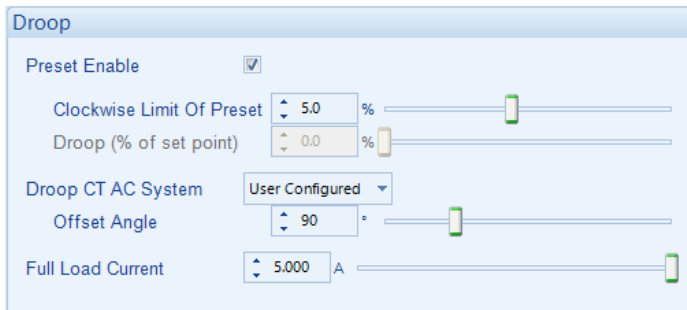 Droop
Preset Enable
Clockwise Limit Of Preset 5.0 %
Droop (% of set point) 0.0 %
Droop CT AC System User Configured
Offset Angle 90 °
Full Load Current 5.000 A